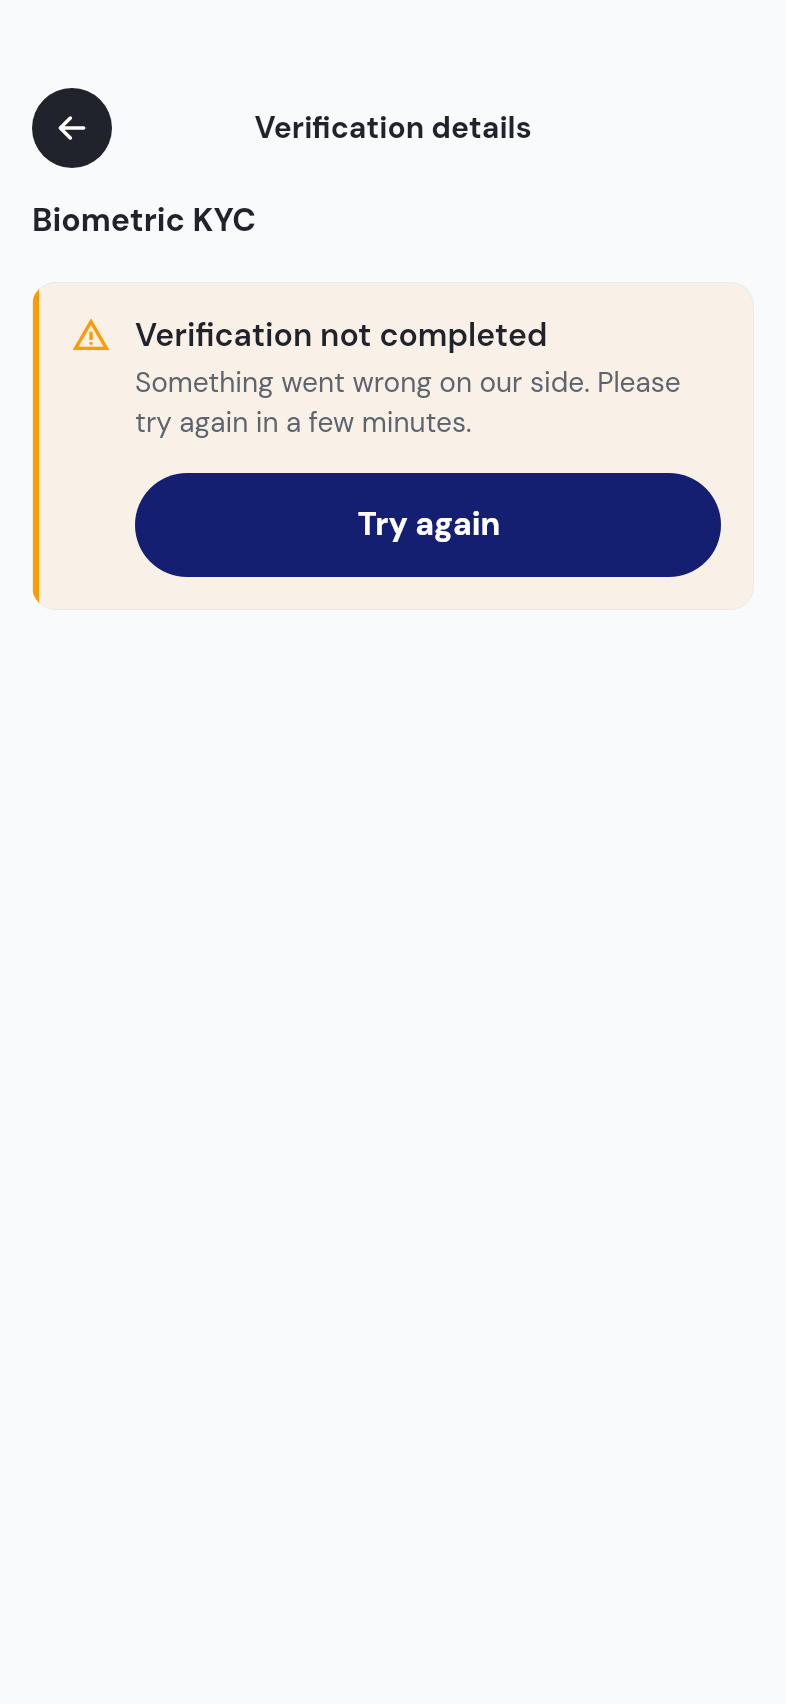 Verification details
Biometric KYC
Verification not completed
Something went wrong on our side. Please
try again in a few minutes.
Try again